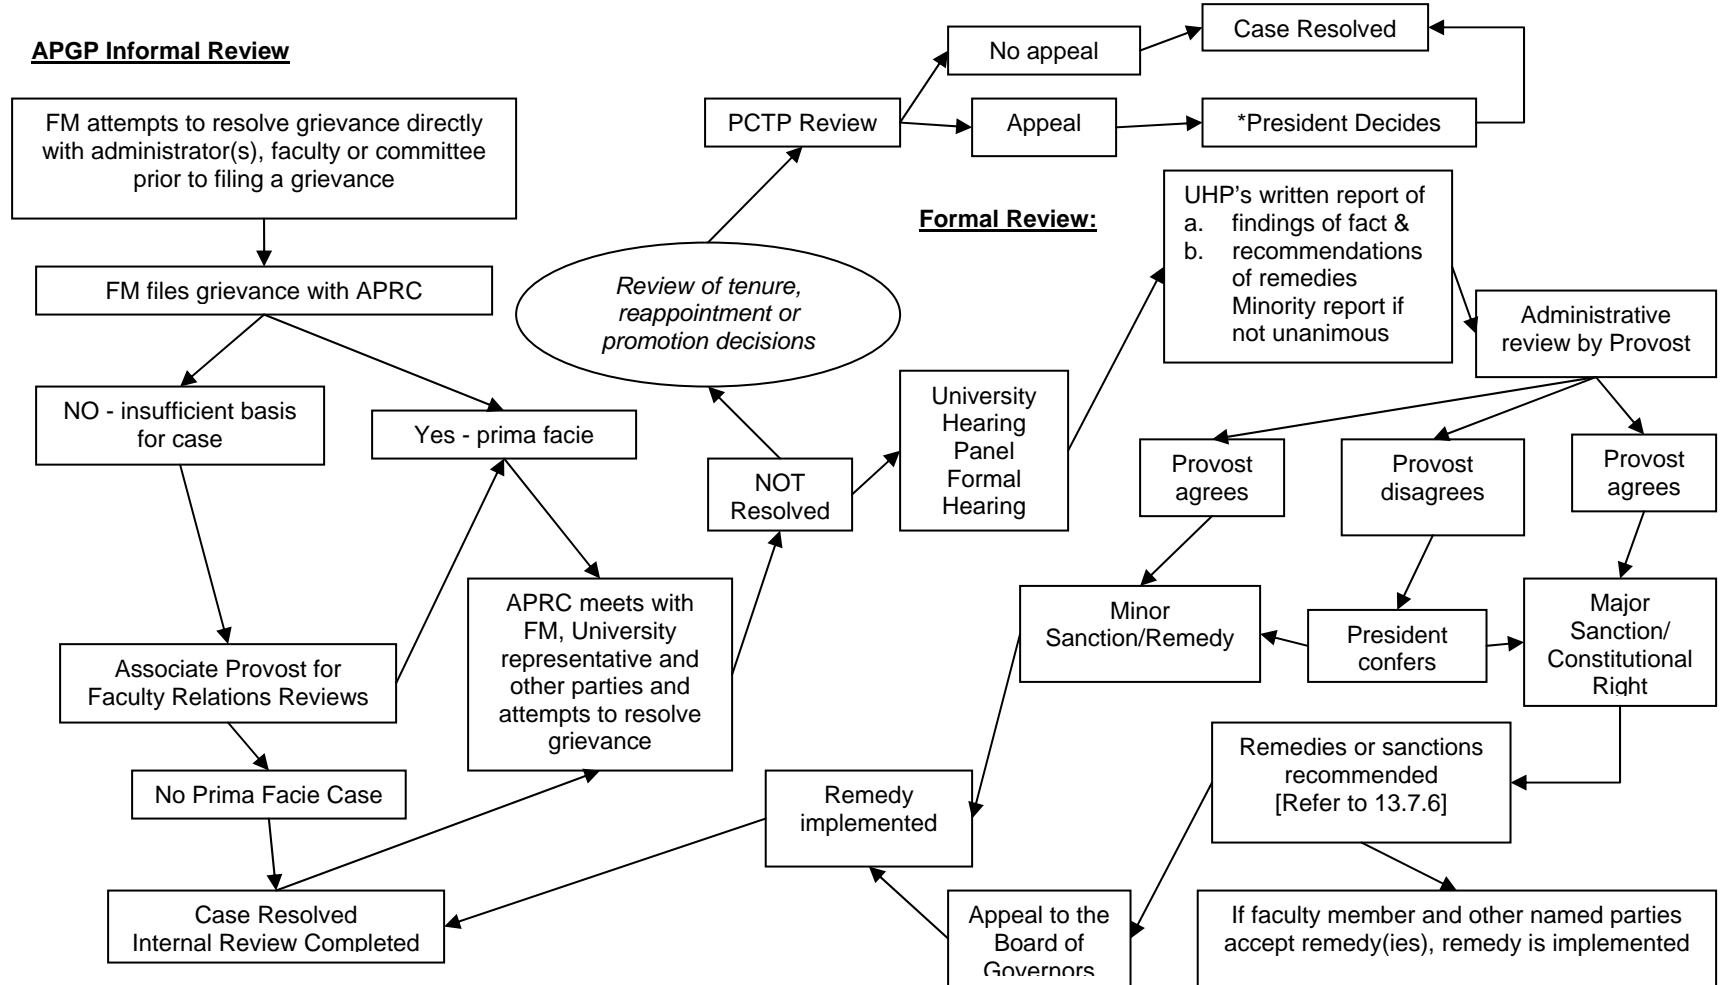 APGP Informal Review
FM attempts to resolve grievance directly
with administrator(s), faculty or committee
prior to filing a grievance
FM files grievance with APRC
NO - insufficient basis
for case
Yes - prima facie
Associate Provost for
Faculty Relations Reviews
No Prima Facie Case
Case Resolved
Internal Review Completed
APRC meets with
FM, University
representative and
other parties and
attempts to resolve
grievance
NOT
Resolved
Review of tenure,
reappointment or
promotion decisions
PCTP Review
No appeal
Appeal
Case Resolved
*President Decides
Formal Review:
University
Hearing
Panel
Formal
Hearing
UHP’s written report of
a. findings of fact &
b. recommendations
of remedies
Minority report if
not unanimous
Administrative
review by Provost
Provost
agrees
Provost
disagrees
Provost
agrees
Minor
Sanction/Remedy
President
confers
Major
Sanction/
Constitutional
Right
Remedies or sanctions
recommended
[Refer to 13.7.6]
Remedy
implemented
Appeal to the
Board of
Governors
If faculty member and other named parties
accept remedy(ies), remedy is implemented